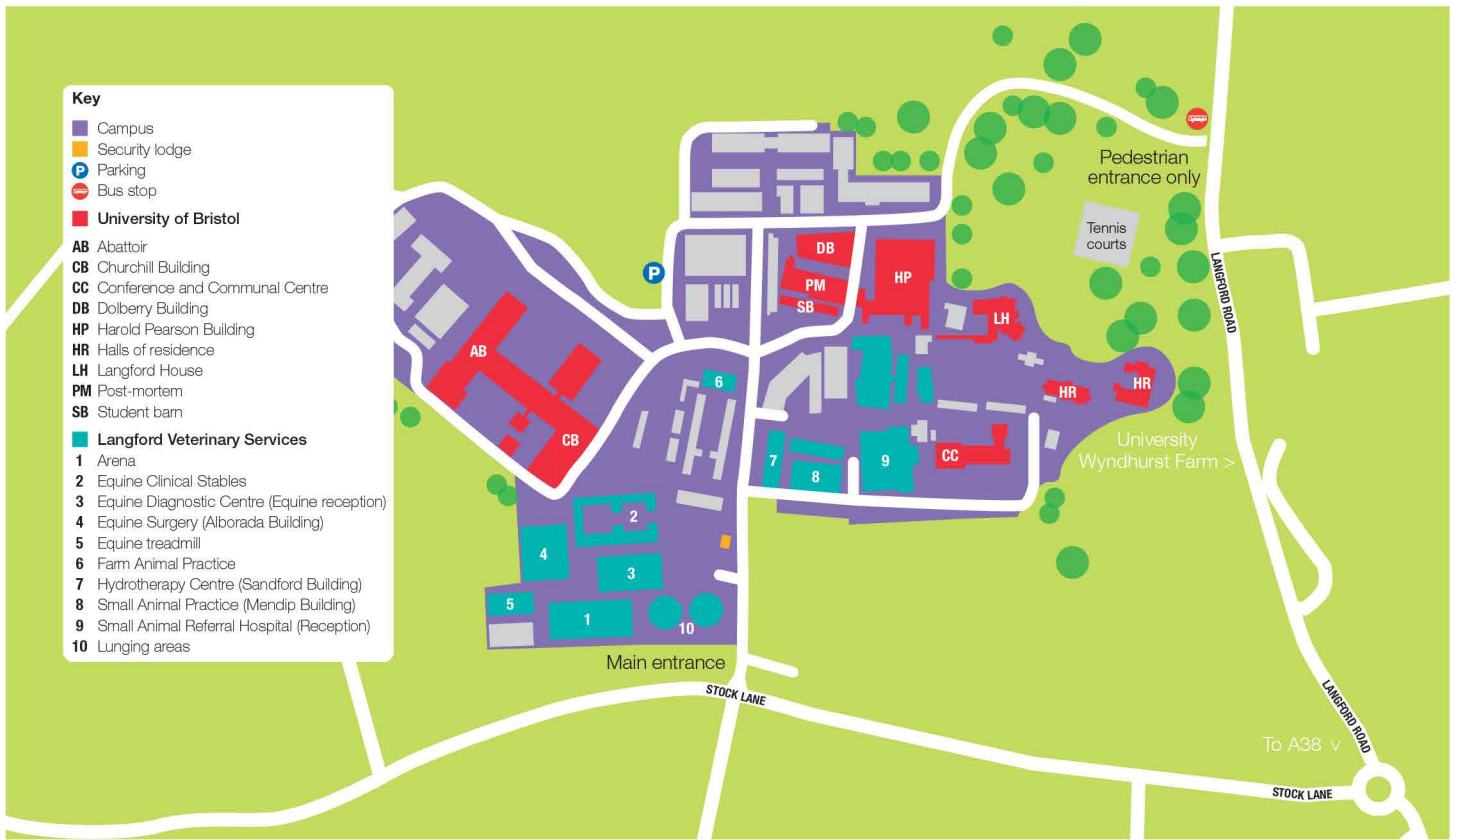 Key
Campus
Security lodge
P Parking
Bus stop
University of Bristol
AB Abattoir
CB Churchill Building
CC Conference and Communal Centre
DB Dolberry Building
HP Harold Pearson Building
HR Halls of residence
LH Langford House
PM Post-mortem
SB Student barn
Langford Veterinary Services
1 Arena
2 Equine Clinical Stables
3 Equine Diagnostic Centre (Equine reception)
4 Equine Surgery (Alborada Building)
5 Equine treadmill
6 Farm Animal Practice
7 Hydrotherapy Centre (Sandford Building)
8 Small Animal Practice (Mendip Building)
9 Small Animal Referral Hospital (Reception)
10 Lunging areas
Pedestrian
entrance only
Tennis
courts
LANGFORD ROAD
P
DB
HP
PM
SB
LH
AB
6
HR
HR
CB
University
Wyndhurst Farm >
7
8
9
CC
2
4
3
5
1
10
Main entrance
STOCK LANE
LANGFORD ROAD
To A38 v
STOCK LANE